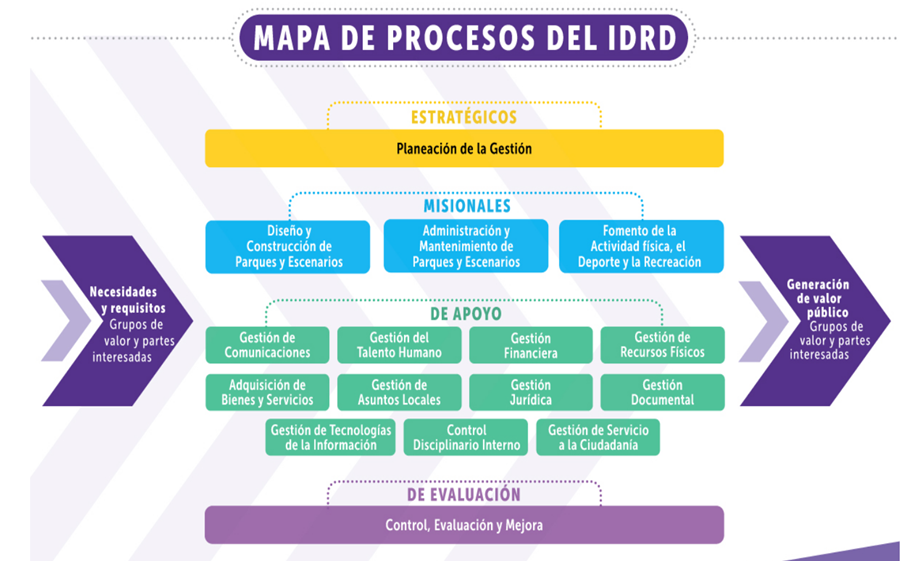 MAPA DE PROCESOS DEL IDRD
ESTRATÉGICOS
Planeación de la Gestión
MISIONALES
Diseño y
Construcción de
Parques y Escenarios
Administración y
Mantenimiento de
Parques y Escenarios
Fomento de la
Actividad física, el
Deporte y la Recreación
Necesidades
y requisitos
Grupos de
valor y partes
interesadas
Generación
de valor
público
Grupos de
valor y partes
interesadas
DE APOYO
Gestión de
Comunicaciones
Gestión del
Talento Humano
Gestión
Financiera
Gestión de
Recursos Físicos
Adquisición de
Bienes y Servicios
Gestión de
Asuntos Locales
Gestión
Jurídica
Gestión
Documental
Gestión de Tecnologías
de la Información
Control
Disciplinario Interno
Gestión de Servicio
a la Ciudadanía
DE EVALUACIÓN
Control, Evaluación y Mejora